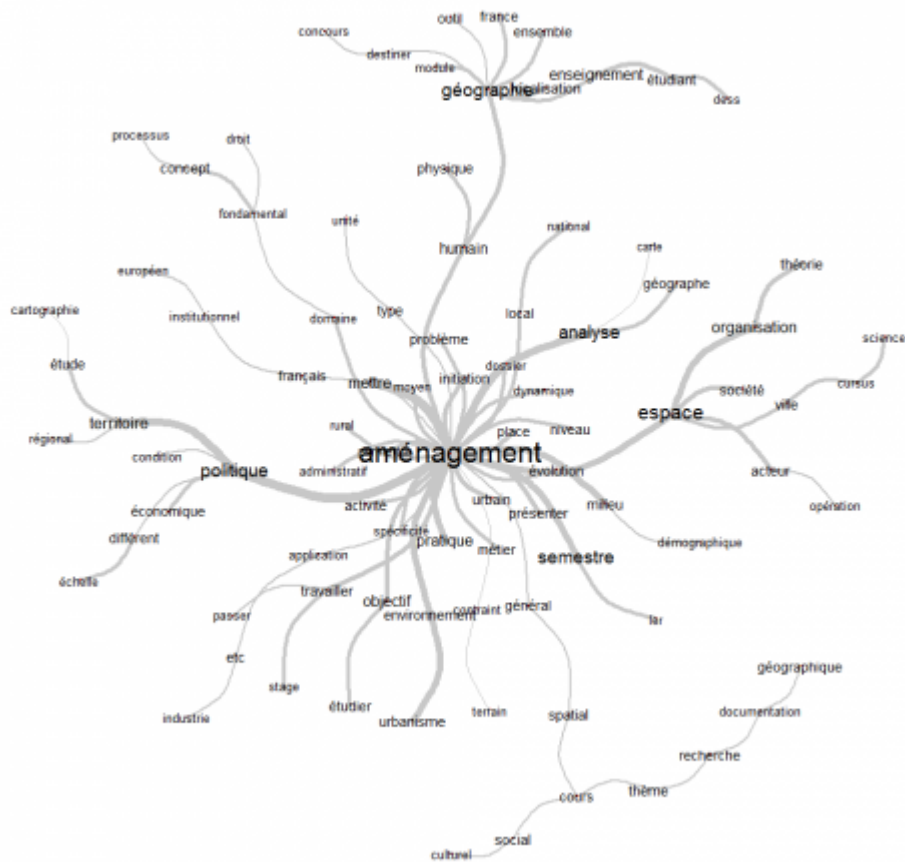 outil
france
concours
ensemble
destiner
module
enseignement
étudiant
géographie
localisation
dess
processus
droit
concept
physique
fondamental
unité
national
humain
carte
européen
théorie
géographe
cartographie
institutionnel
domaine
type
local
analyse
organisation
problème
science
étude
français
mettre
moyen
initiation
dossier
dynamique
société
cursus
ville
espace
territoire
rural
place
niveau
régional
aménagement
condition
politique
administratif
évolution
acteur
activité
urbain
milieu
opération
économique
présenter
différent
spécificité
pratique
métier
semestre
démographique
application
échelle
travailler
objectif
contraint
général
passer
environnement
ler
etc
géographique
stage
étudier
terrain
spatial
documentation
industrie
urbanisme
recherche
thème
cours
social
culturel